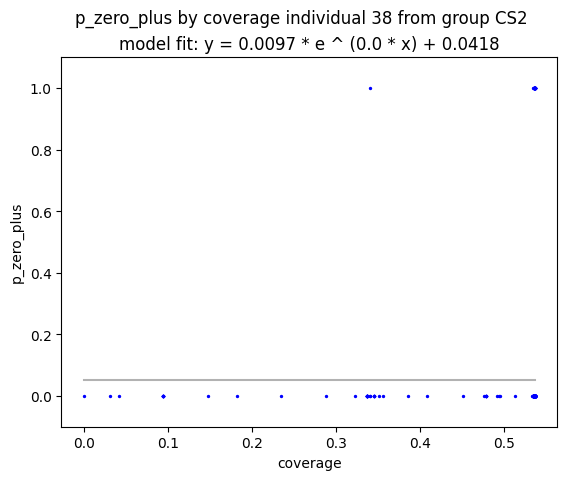 p_zero_plus by coverage individual 38 from group CS2
model fit: y = 0.0097 * e ^ (0.0 * x) + 0.0418
1.0
0.8
0.6
0.4
0.2
0.0
p_zero_plus
0.0 0.1 0.2 0.3 0.4 0.5
coverage